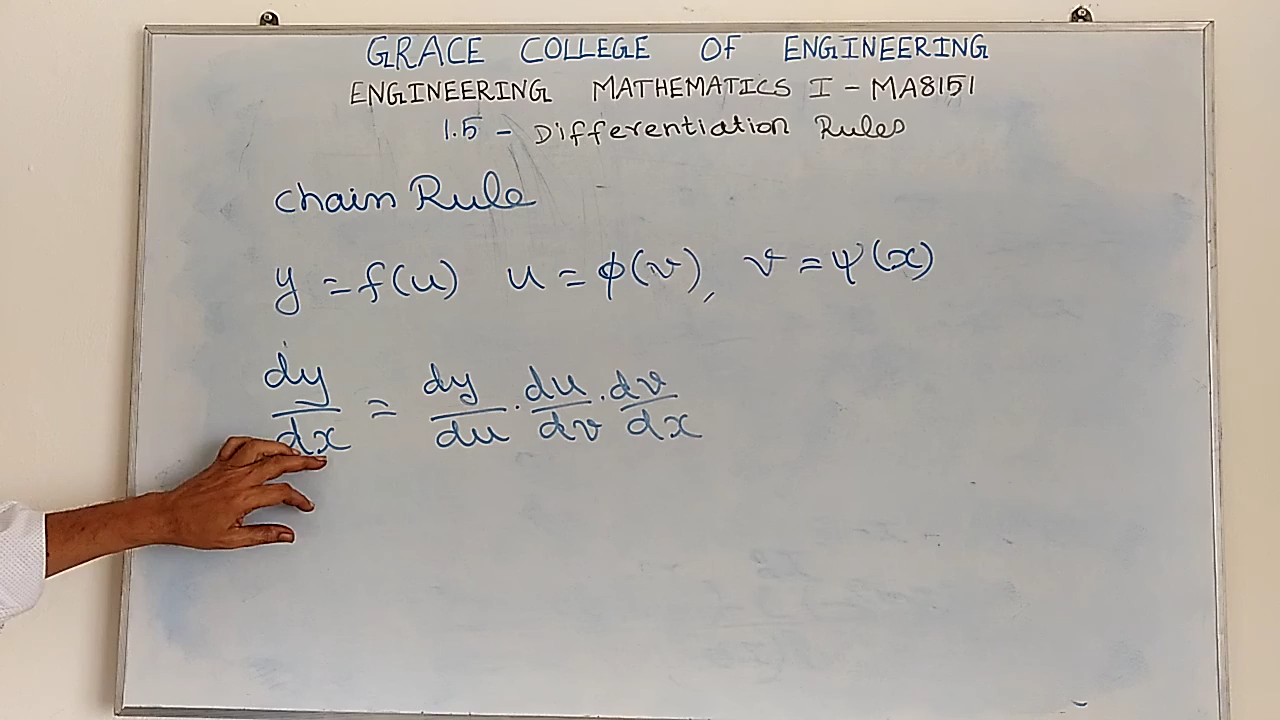 GRACE COLLEGE OF ENGINEERING
ENGINEERING MATHEMATICS I - MA8151
1.5 - Differentiation Rules
chain Rule
y = f(u) u = ϕ(v), v = ψ(x)
dy/dx = dy/du · du/dv · dv/dx